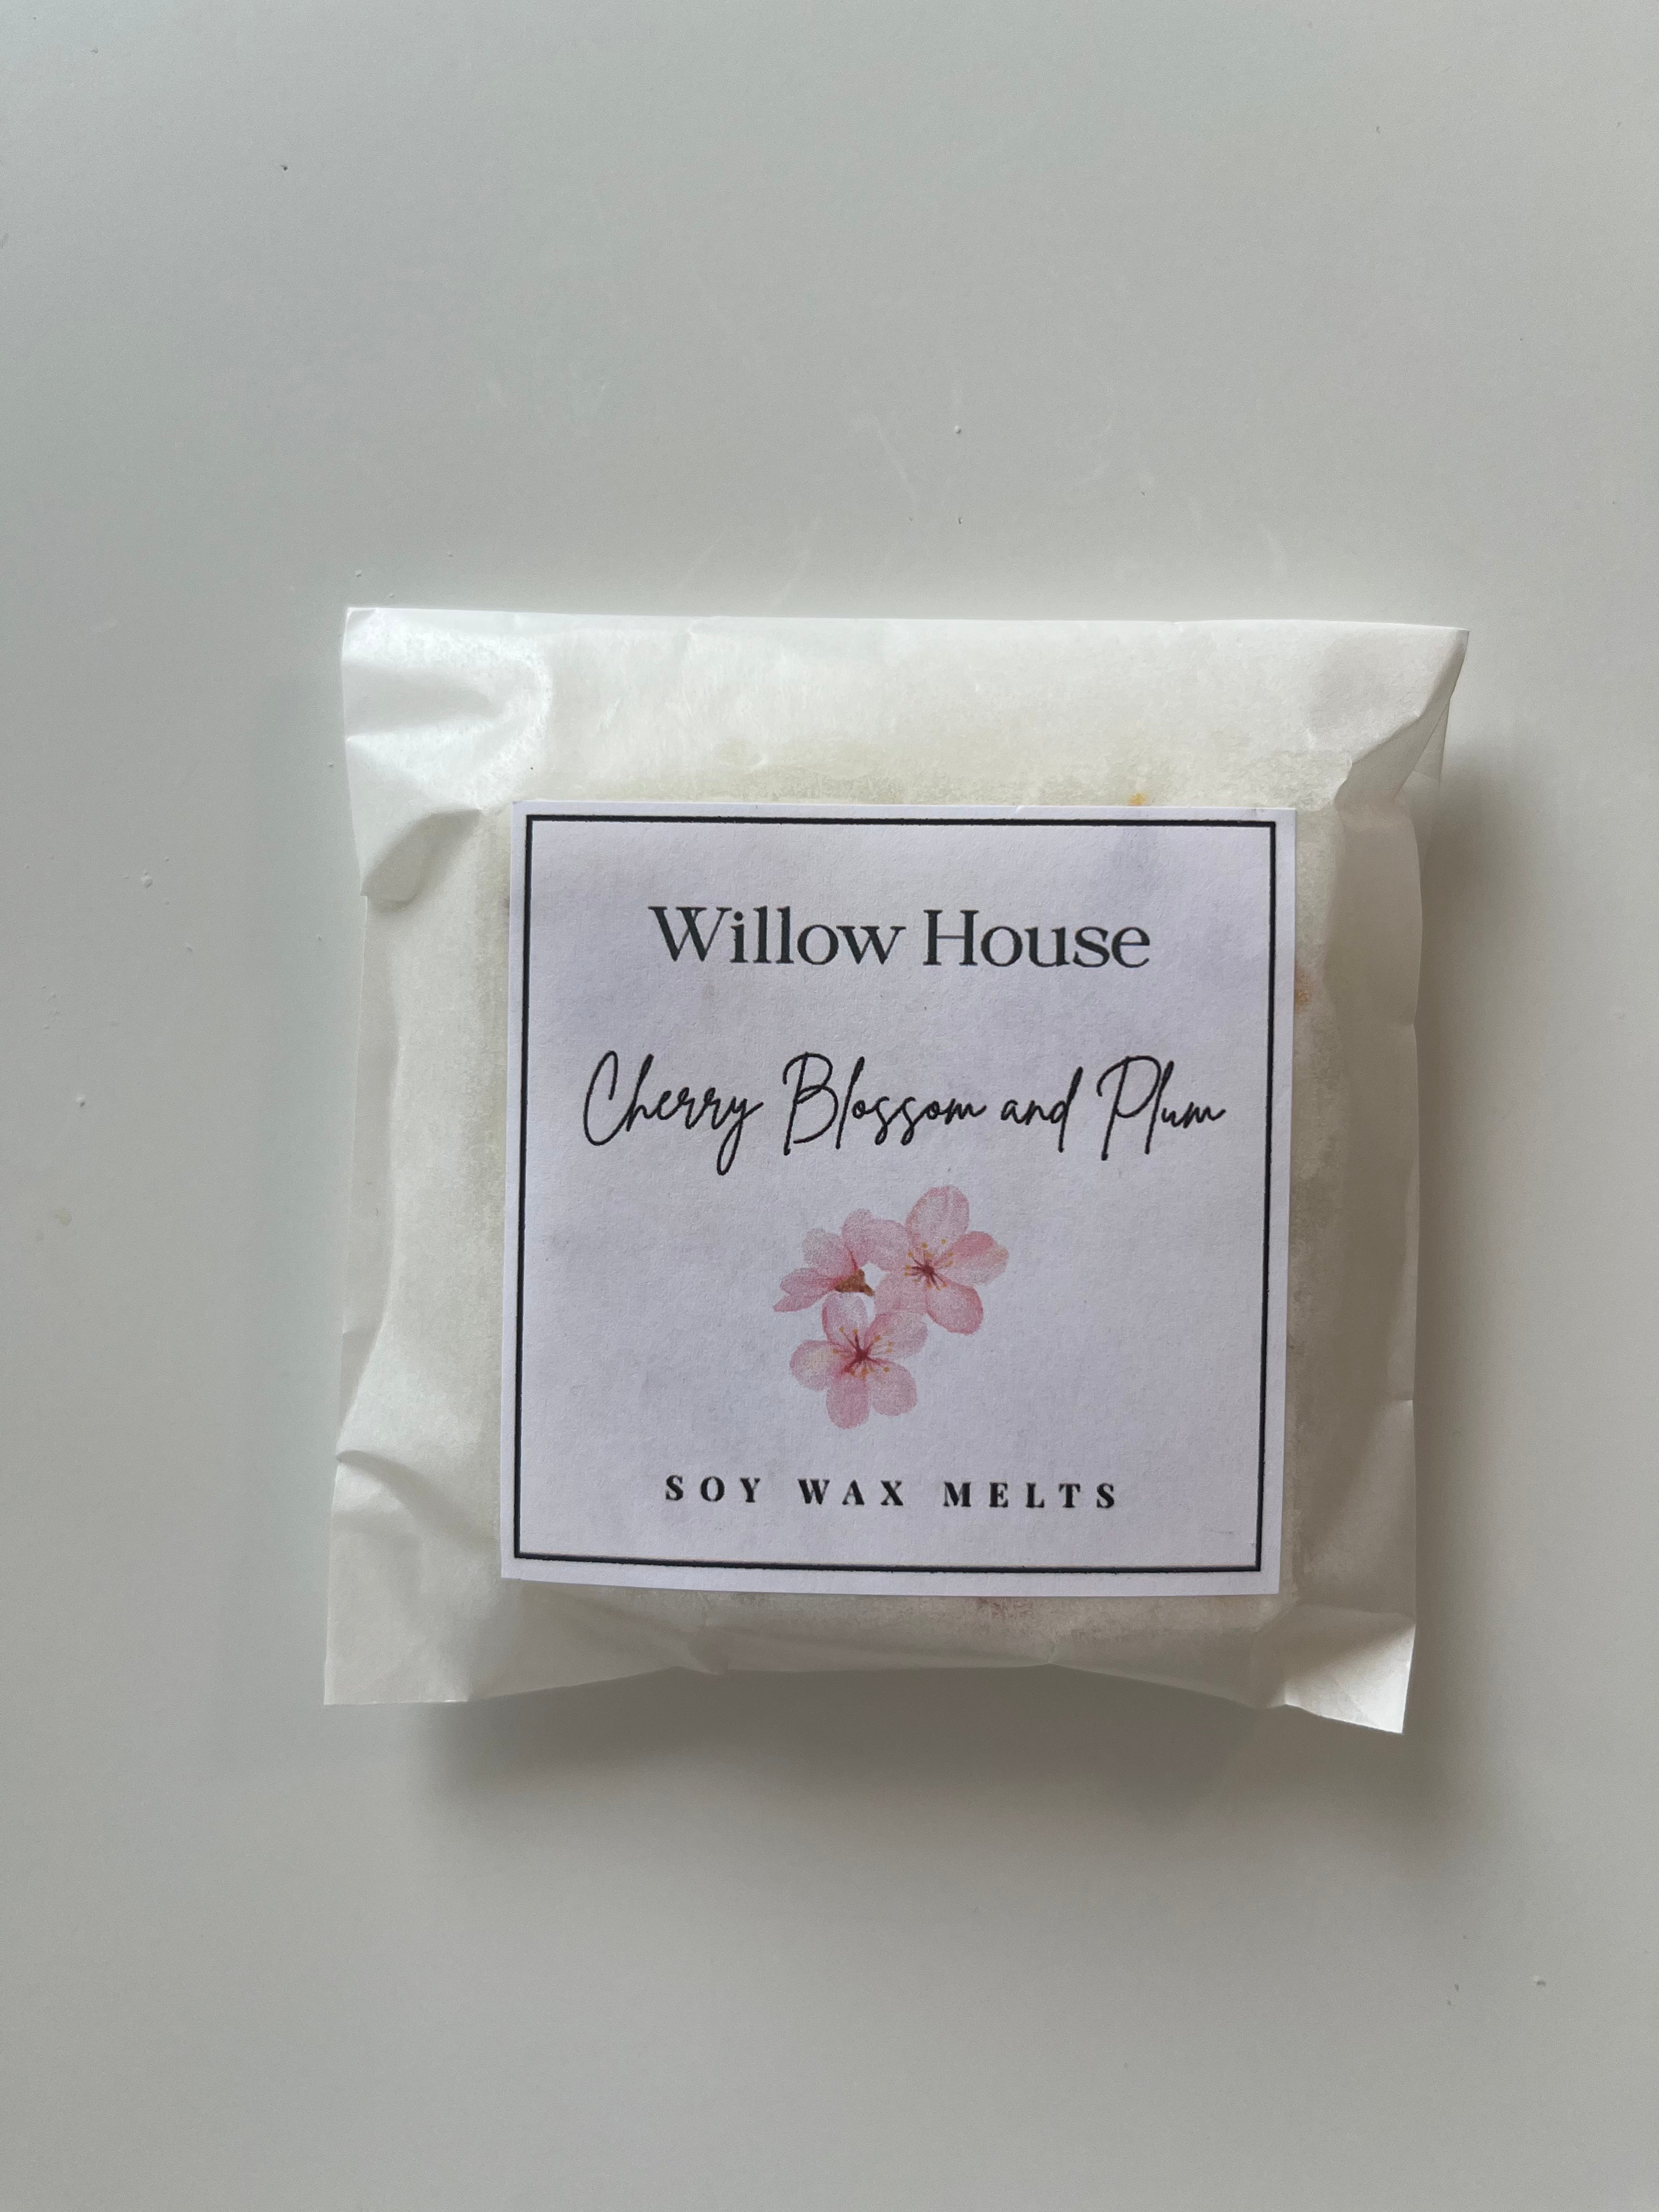 Willow House
Cherry Blossom and Plum
SOY WAX MELTS